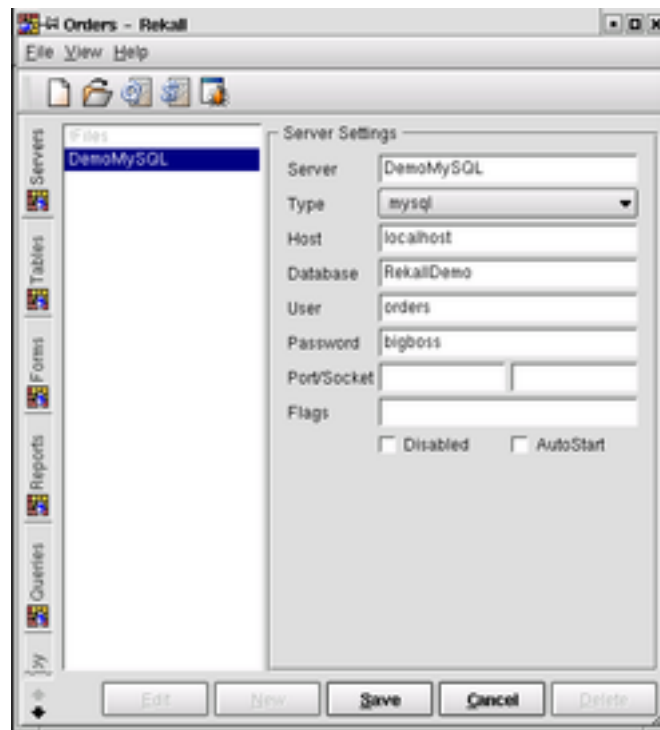 Orders - Rekall
File View Help
Servers
Tables
Forms
Reports
Queries
!Files
DemoMySQL
Server Settings
Server DemoMySQL
Type mysql
Host localhost
Database RekallDemo
User orders
Password bigboss
Port/Socket
Flags
Disabled AutoStart
Edit New Save Cancel Delete